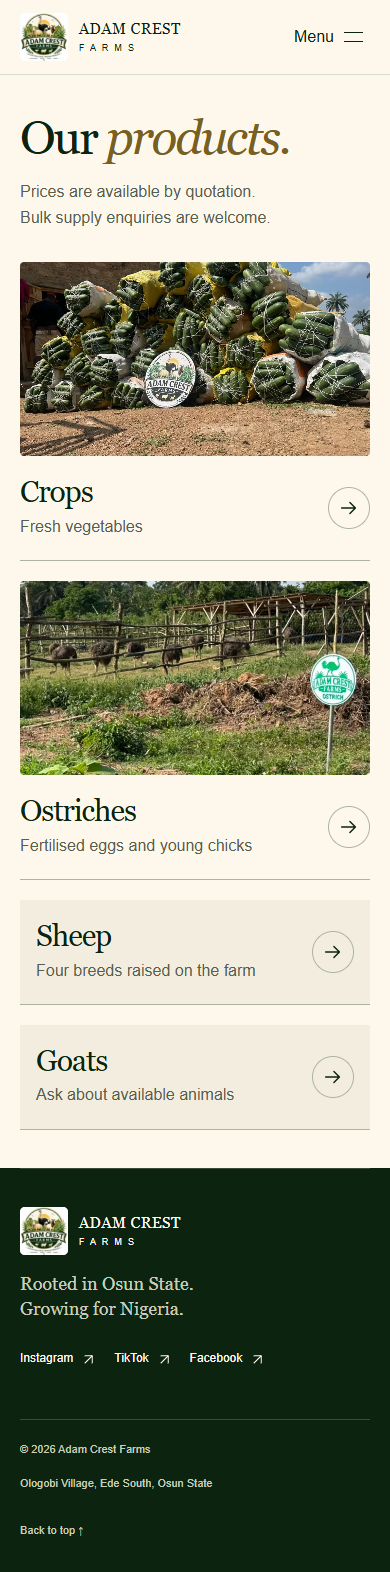 ADAM CREST
FARMS
Menu
Our products.
Prices are available by quotation.
Bulk supply enquiries are welcome.
ADAM CREST
Crops
Fresh vegetables
ADAM CREST
FARMS
OSTRICH
Ostriches
Fertilised eggs and young chicks
Sheep
Four breeds raised on the farm
Goats
Ask about available animals
ADAM CREST
FARMS
ADAM CREST
FARMS
Rooted in Osun State.
Growing for Nigeria.
Instagram ↗ TikTok ↗ Facebook ↗
© 2026 Adam Crest Farms
Ologobi Village, Ede South, Osun State
Back to top ↑